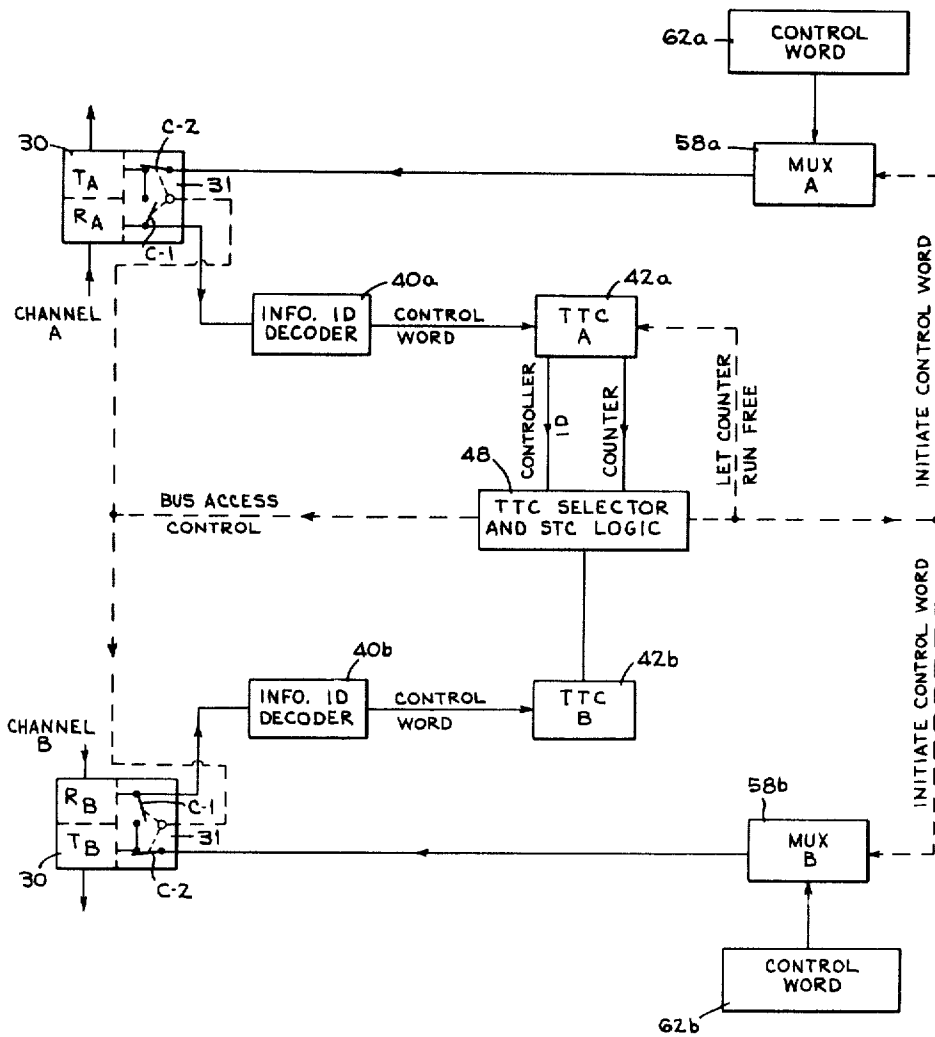 62a
CONTROL
WORD
30
C-2
58a
MUX
A
TA
31
RA
C-1
CHANNEL
A
40a
INFO. ID
DECODER
CONTROL
WORD
42a
TTC
A
CONTROLLER
ID
COUNTER
LET COUNTER
RUN FREE
INITIATE CONTROL WORD
48
TTC SELECTOR
AND STC LOGIC
BUS ACCESS
CONTROL
INITIATE CONTROL WORD
40b
INFO. ID
DECODER
CONTROL
WORD
42b
TTC
B
CHANNEL
B
RB
C-1
31
TB
30
C-2
58b
MUX
B
CONTROL
WORD
62b